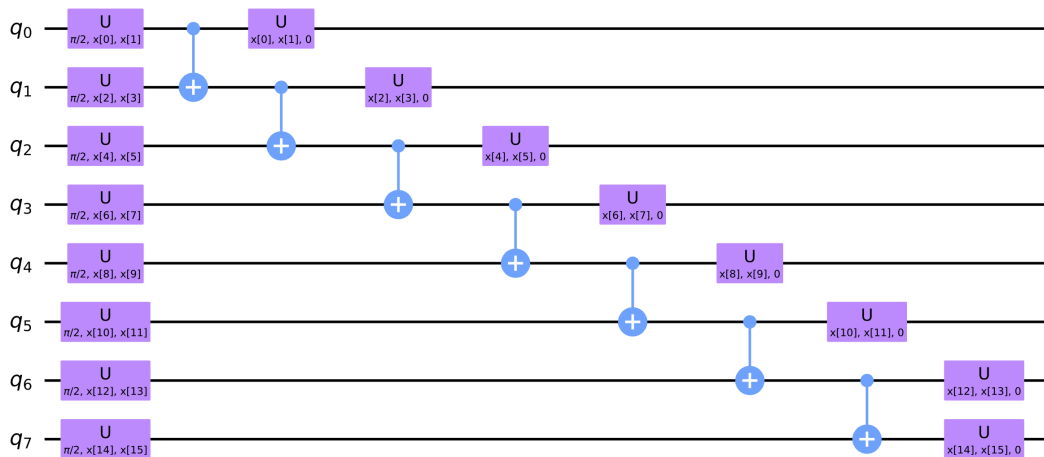 q0 U U
π/2, x[0], x[1] x[0], x[1], 0
q1 U U
π/2, x[2], x[3] x[2], x[3], 0
q2 U U
π/2, x[4], x[5] x[4], x[5], 0
q3 U U
π/2, x[6], x[7] x[6], x[7], 0
q4 U U
π/2, x[8], x[9] x[8], x[9], 0
q5 U U
π/2, x[10], x[11] x[10], x[11], 0
q6 U U
π/2, x[12], x[13] x[12], x[13], 0
q7 U U
π/2, x[14], x[15] x[14], x[15], 0